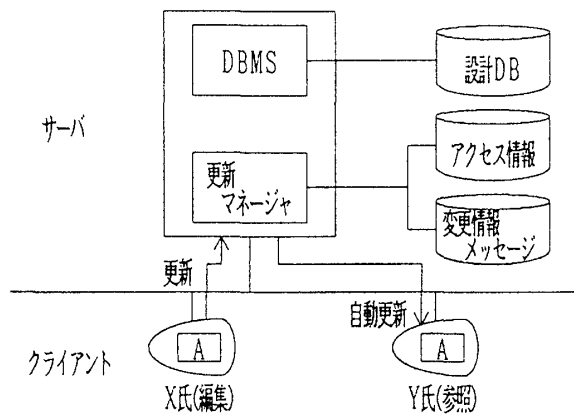 DBMS
設計DB
サーバ
アクセス情報
更新
マネージャ
変更情報
メッセージ
更新
自動更新
クライアント
A
A
X氏(編集)
Y氏(参照)